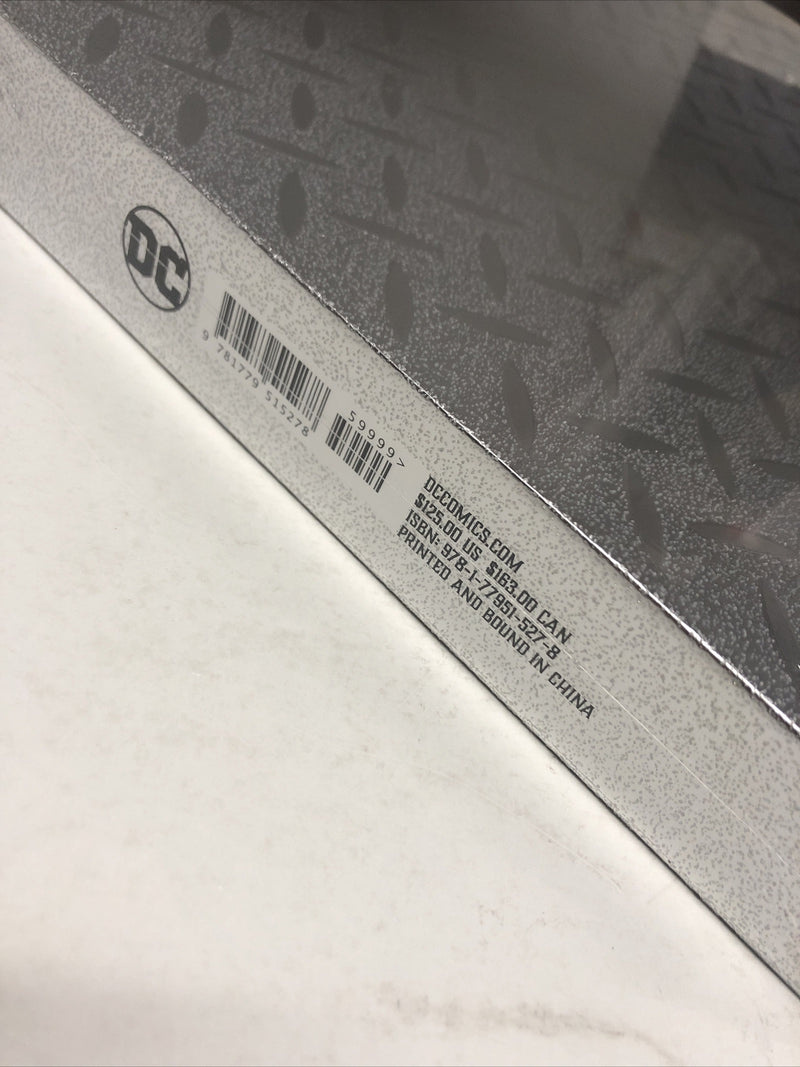 DC
9 781779 515278
59999>
DCCOMICS.COM
$125.00 US $163.00 CAN
ISBN: 978-1-77951-527-8
PRINTED AND BOUND IN CHINA